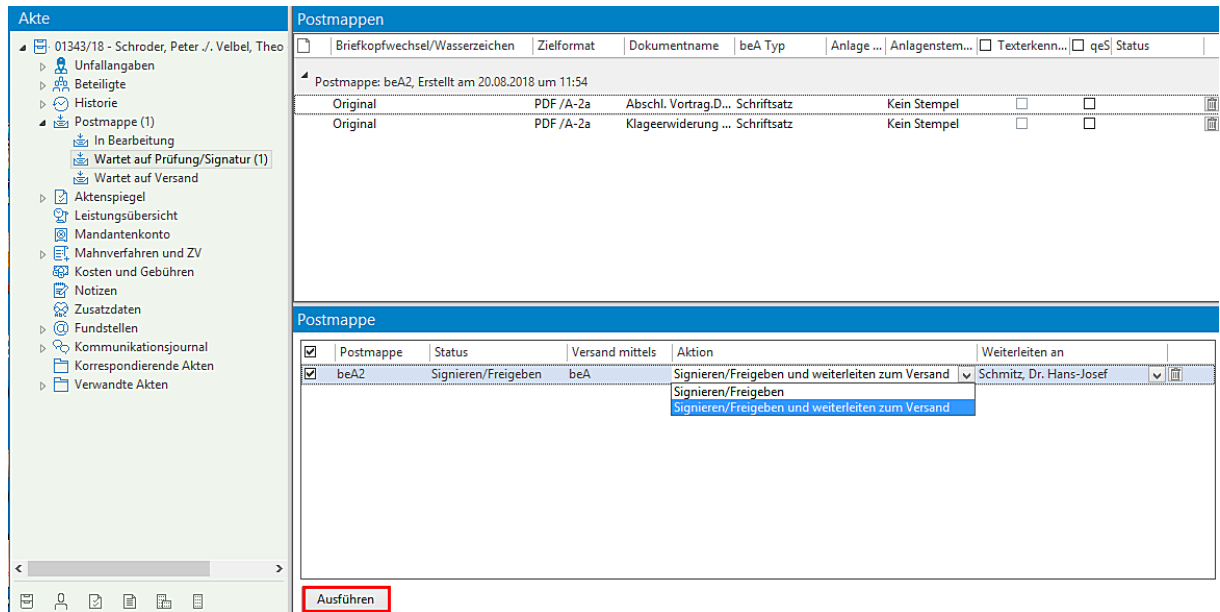 Akte
01343/18 - Schroder, Peter ./. Velbel, Theo
Unfallangaben
Beteiligte
Historie
Postmappe (1)
In Bearbeitung
Wartet auf Prüfung/Signatur (1)
Wartet auf Versand
Aktenspiegel
Leistungsübersicht
Mandantenkonto
Mahnverfahren und ZV
Kosten und Gebühren
Notizen
Zusatzdaten
Fundstellen
Kommunikationsjournal
Korrespondierende Akten
Verwandte Akten
Postmappen
Briefkopfwechsel/Wasserzeichen Zielformat Dokumentname beA Typ Anlage ... Anlagenstem... Texterkenn... qeS Status
Postmappe: beA2, Erstellt am 20.08.2018 um 11:54
Original PDF /A-2a Abschl. Vortrag.D... Schriftsatz Kein Stempel
Original PDF /A-2a Klageerwiderung ... Schriftsatz Kein Stempel
Postmappe
Postmappe Status Versand mittels Aktion Weiterleiten an
beA2 Signieren/Freigeben beA Signieren/Freigeben und weiterleiten zum Versand Schmitz, Dr. Hans-Josef
Signieren/Freigeben
Signieren/Freigeben und weiterleiten zum Versand
Ausführen